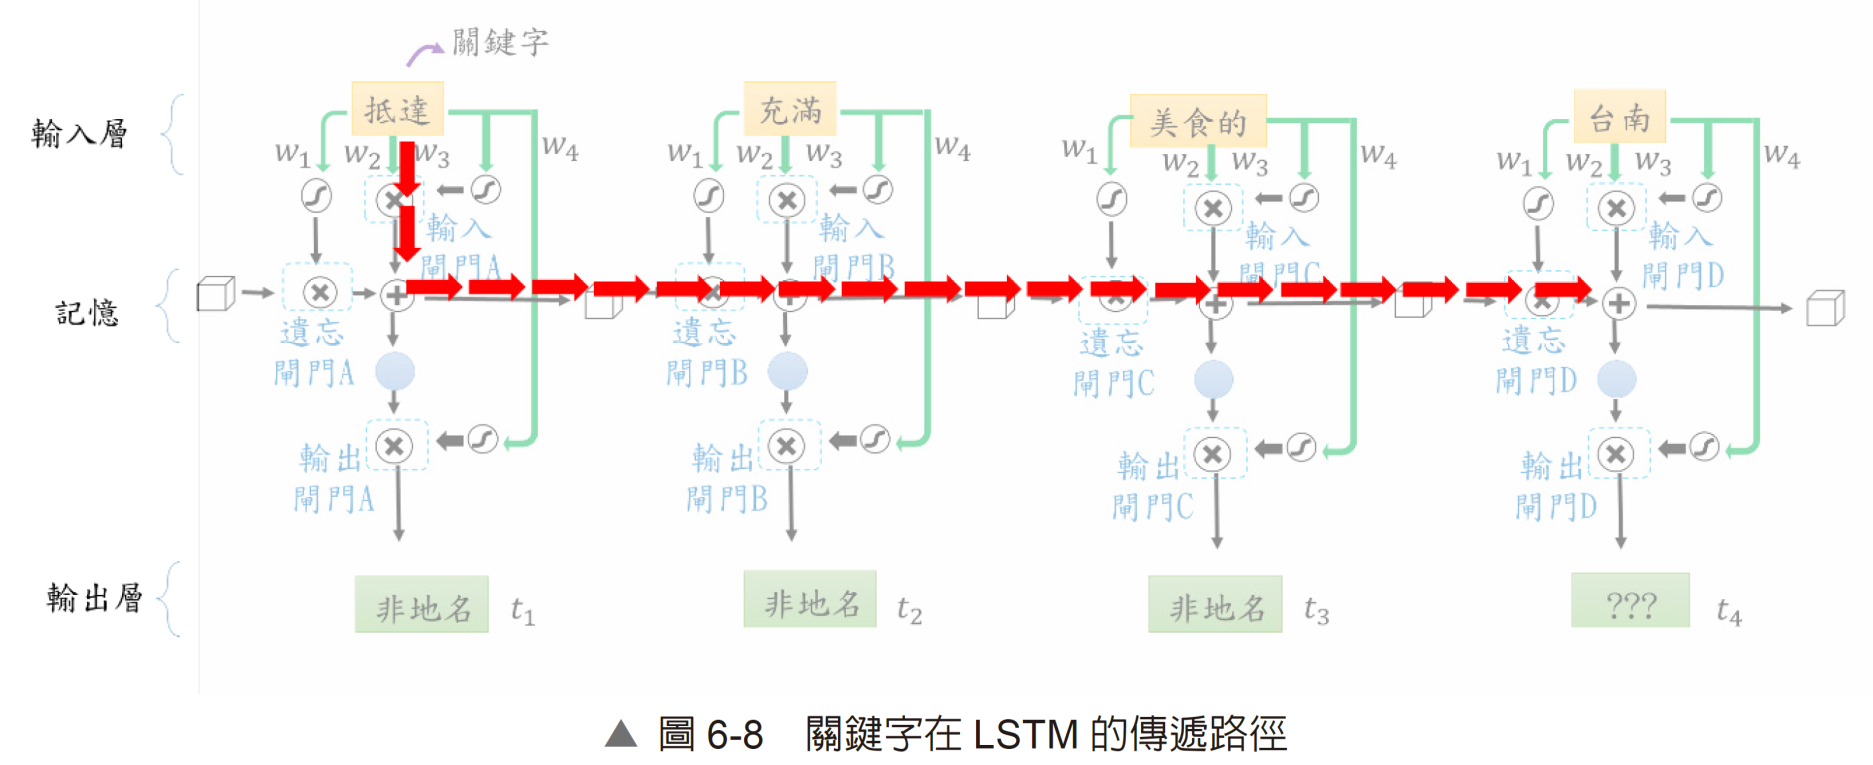 關鍵字
輸入層
抵達
充滿
美食的
台南
w1 w2 w3 w4
w1 w2 w3 w4
w1 w2 w3 w4
w1 w2 w3 w4
輸入
閘門A
輸入
閘門B
輸入
閘門C
輸入
閘門D
記憶
遺忘
閘門A
遺忘
閘門B
遺忘
閘門C
遺忘
閘門D
輸出
閘門A
輸出
閘門B
輸出
閘門C
輸出
閘門D
輸出層
非地名 t1
非地名 t2
非地名 t3
??? t4
▲ 圖 6-8 關鍵字在 LSTM 的傳遞路徑